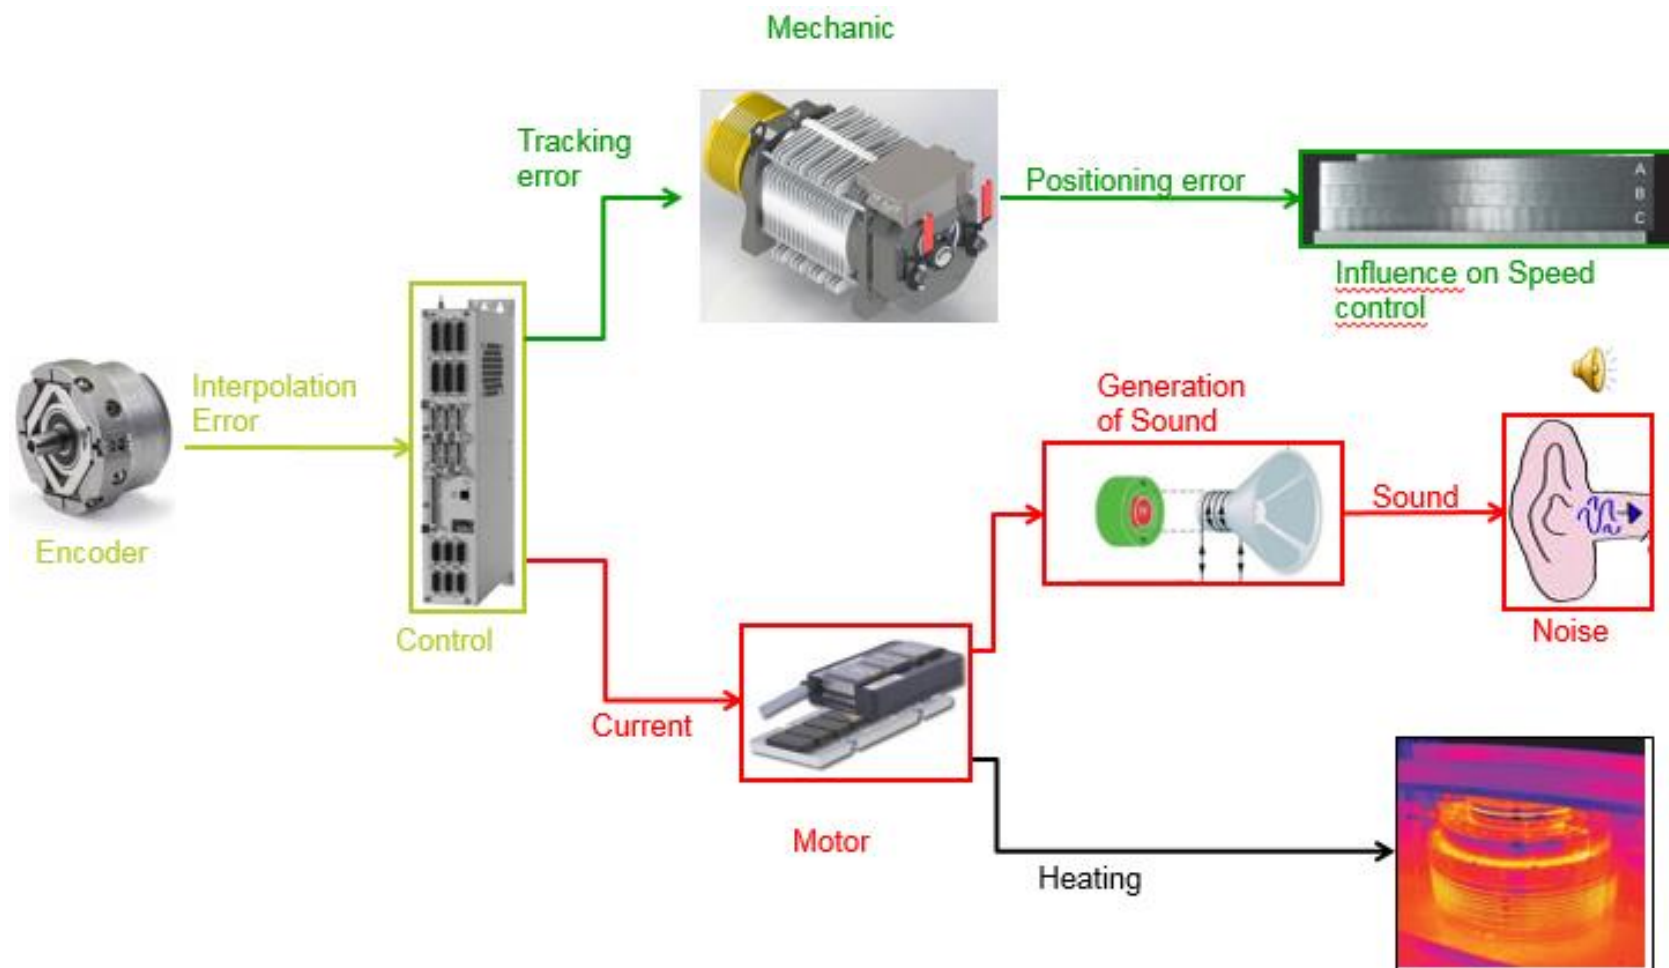 Mechanic
Tracking
error
Positioning error
A
B
C
Influence on Speed
control
Interpolation
Error
Encoder
Control
Generation
of Sound
Sound
Noise
Current
Motor
Heating